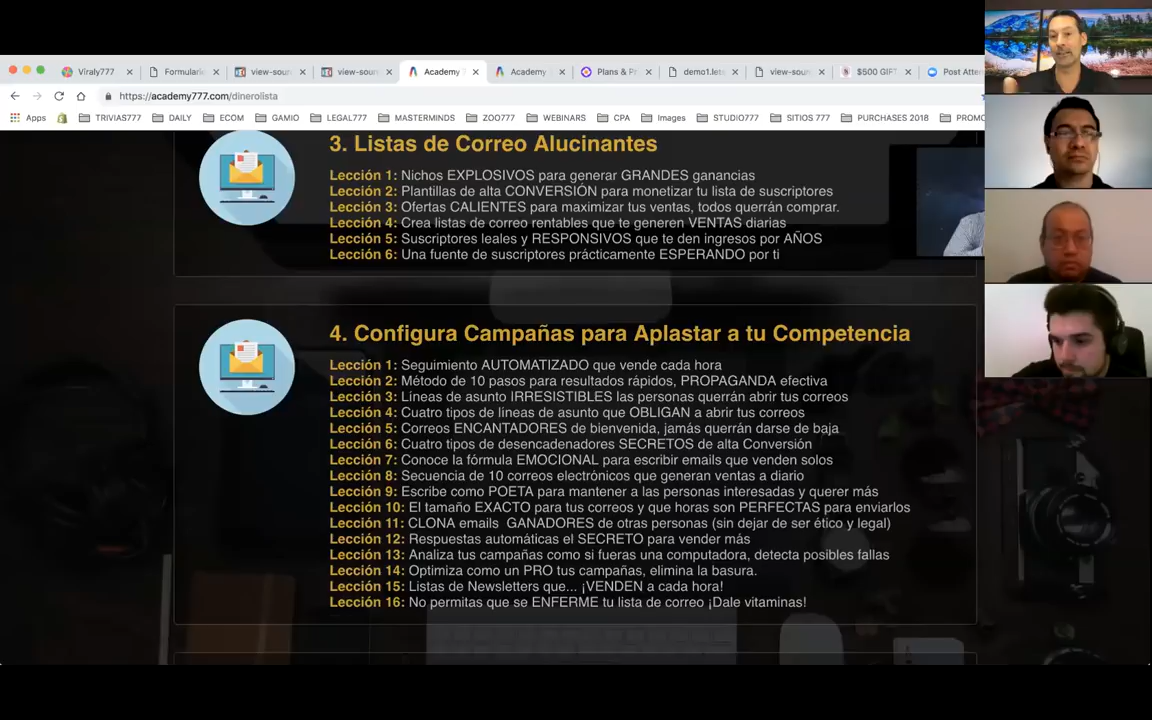 Viraly777
Formulari
view-sour
view-sour
Academy
Academy
Plans & P
demo1.lets
view-sour
$500 GIF
Post Atten
https://academy777.com/dinerolista
Apps
TRIVIAS777
DAILY
ECOM
GAMIO
LEGAL777
MASTERMINDS
ZOO777
WEBINARS
CPA
Images
STUDIO777
SITIOS 777
PURCHASES 2018
PROMO
3. Listas de Correo Alucinantes
Lección 1: Nichos EXPLOSIVOS para generar GRANDES ganancias
Lección 2: Plantillas de alta CONVERSIÓN para monetizar tu lista de suscriptores
Lección 3: Ofertas CALIENTES para maximizar tus ventas, todos querrán comprar.
Lección 4: Crea listas de correo rentables que te generen VENTAS diarias
Lección 5: Suscriptores leales y RESPONSIVOS que te den ingresos por AÑOS
Lección 6: Una fuente de suscriptores prácticamente ESPERANDO por ti
4. Configura Campañas para Aplastar a tu Competencia
Lección 1: Seguimiento AUTOMATIZADO que vende cada hora
Lección 2: Método de 10 pasos para resultados rápidos, PROPAGANDA efectiva
Lección 3: Líneas de asunto IRRESISTIBLES las personas querrán abrir tus correos
Lección 4: Cuatro tipos de líneas de asunto que OBLIGAN a abrir tus correos
Lección 5: Correos ENCANTADORES de bienvenida, jamás querrán darse de baja
Lección 6: Cuatro tipos de desencadenadores SECRETOS de alta Conversión
Lección 7: Conoce la fórmula EMOCIONAL para escribir emails que venden solos
Lección 8: Secuencia de 10 correos electrónicos que generan ventas a diario
Lección 9: Escribe como POETA para mantener a las personas interesadas y querer más
Lección 10: El tamaño EXACTO para tus correos y que horas son PERFECTAS para enviarlos
Lección 11: CLONA emails GANADORES de otras personas (sin dejar de ser ético y legal)
Lección 12: Respuestas automáticas el SECRETO para vender más
Lección 13: Analiza tus campañas como si fueras una computadora, detecta posibles fallas
Lección 14: Optimiza como un PRO tus campañas, elimina la basura.
Lección 15: Listas de Newsletters que... ¡VENDEN a cada hora!
Lección 16: No permitas que se ENFERME tu lista de correo ¡Dale vitaminas!